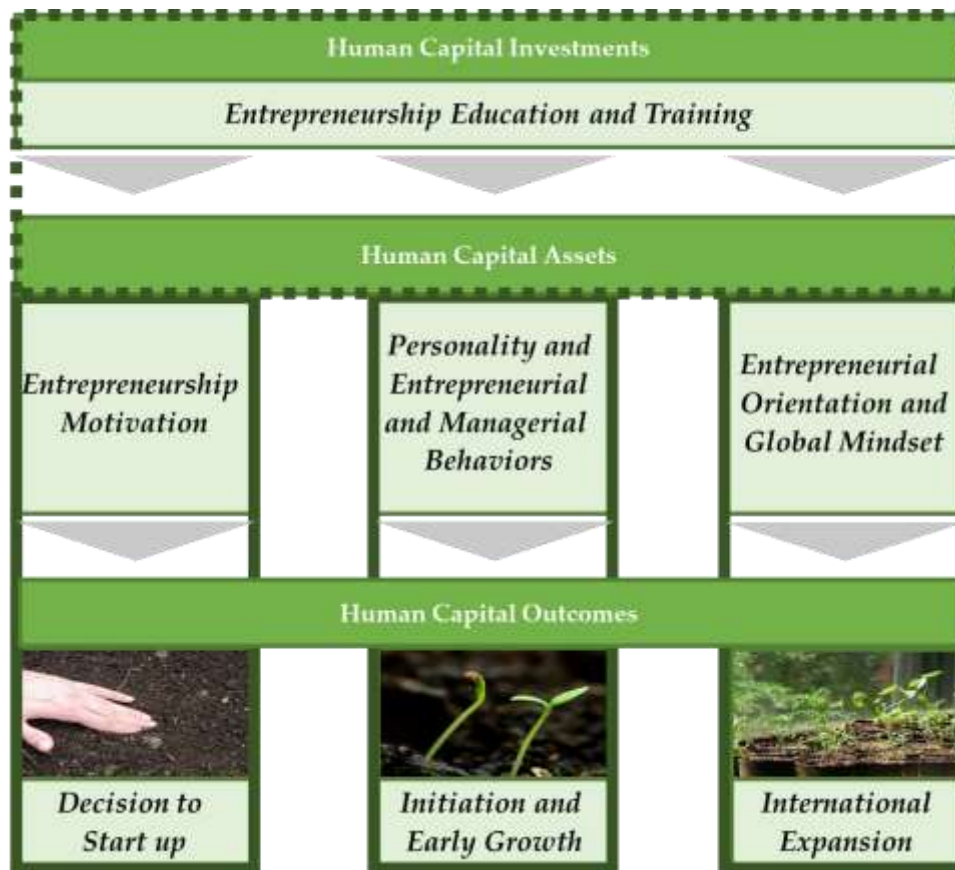 Human Capital Investments
Entrepreneurship Education and Training
Human Capital Assets
Entrepreneurship
Motivation
Personality and
Entrepreneurial
and Managerial
Behaviors
Entrepreneurial
Orientation and
Global Mindset
Human Capital Outcomes
Decision to
Start up
Initiation and
Early Growth
International
Expansion